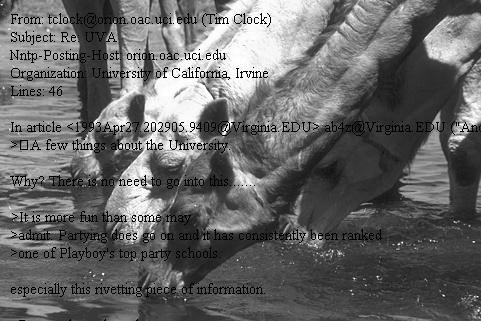 From: tclock@orion.oac.uci.edu (Tim Clock)
Subject: Re: UVA
Nntp-Posting-Host: orion.oac.uci.edu
Organization: University of California, Irvine
Lines: 46

In article <1993Apr27.202905.9409@Virginia.EDU> ab4z@Virginia.EDU ("And
>A few things about the University.

Why? There is no need to go into this......

>It is more fun than some may
>admit. Partying does go on and it has consistently been ranked
>one of Playboy's top party schools.

especially this rivetting piece of information.